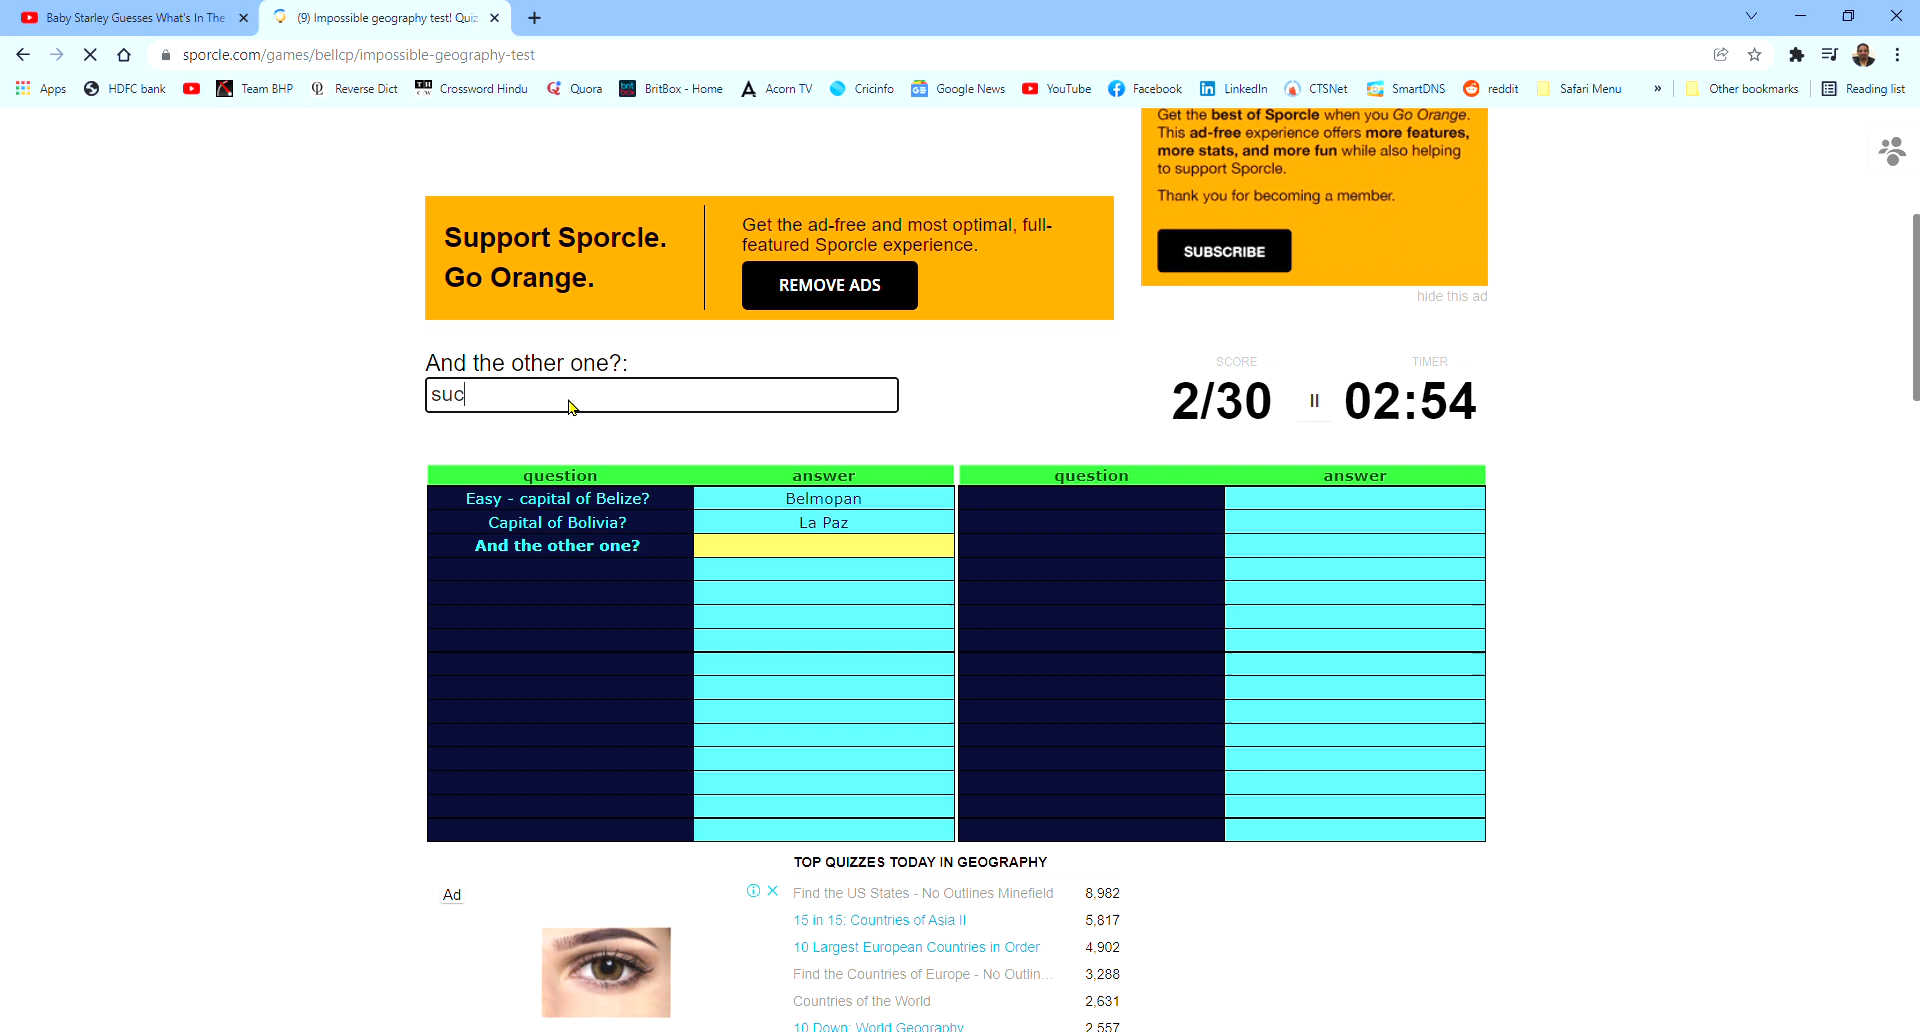 Baby Starley Guesses What's In The
(9) Impossible geography test! Quiz
sporcle.com/games/bellcp/impossible-geography-test
Apps
HDFC bank
Team BHP
Reverse Dict
Crossword Hindu
Quora
BritBox - Home
Acorn TV
Cricinfo
Google News
YouTube
Facebook
LinkedIn
CTSNet
SmartDNS
reddit
Safari Menu
»
Other bookmarks
Reading list
Get the best of Sporcle when you Go Orange.
This ad-free experience offers more features,
more stats, and more fun while also helping
to support Sporcle.
Thank you for becoming a member.
SUBSCRIBE
hide this ad
Support Sporcle.
Go Orange.
Get the ad-free and most optimal, full-
featured Sporcle experience.
REMOVE ADS
And the other one?:
suc
SCORE
2/30
TIMER
02:54
question answer question answer
Easy - capital of Belize? Belmopan
Capital of Bolivia? La Paz
And the other one?
TOP QUIZZES TODAY IN GEOGRAPHY
Ad
Find the US States - No Outlines Minefield 8,982
15 in 15: Countries of Asia II 5,817
10 Largest European Countries in Order 4,902
Find the Countries of Europe - No Outlin... 3,288
Countries of the World 2,631
10 Down: World Geography 2,557